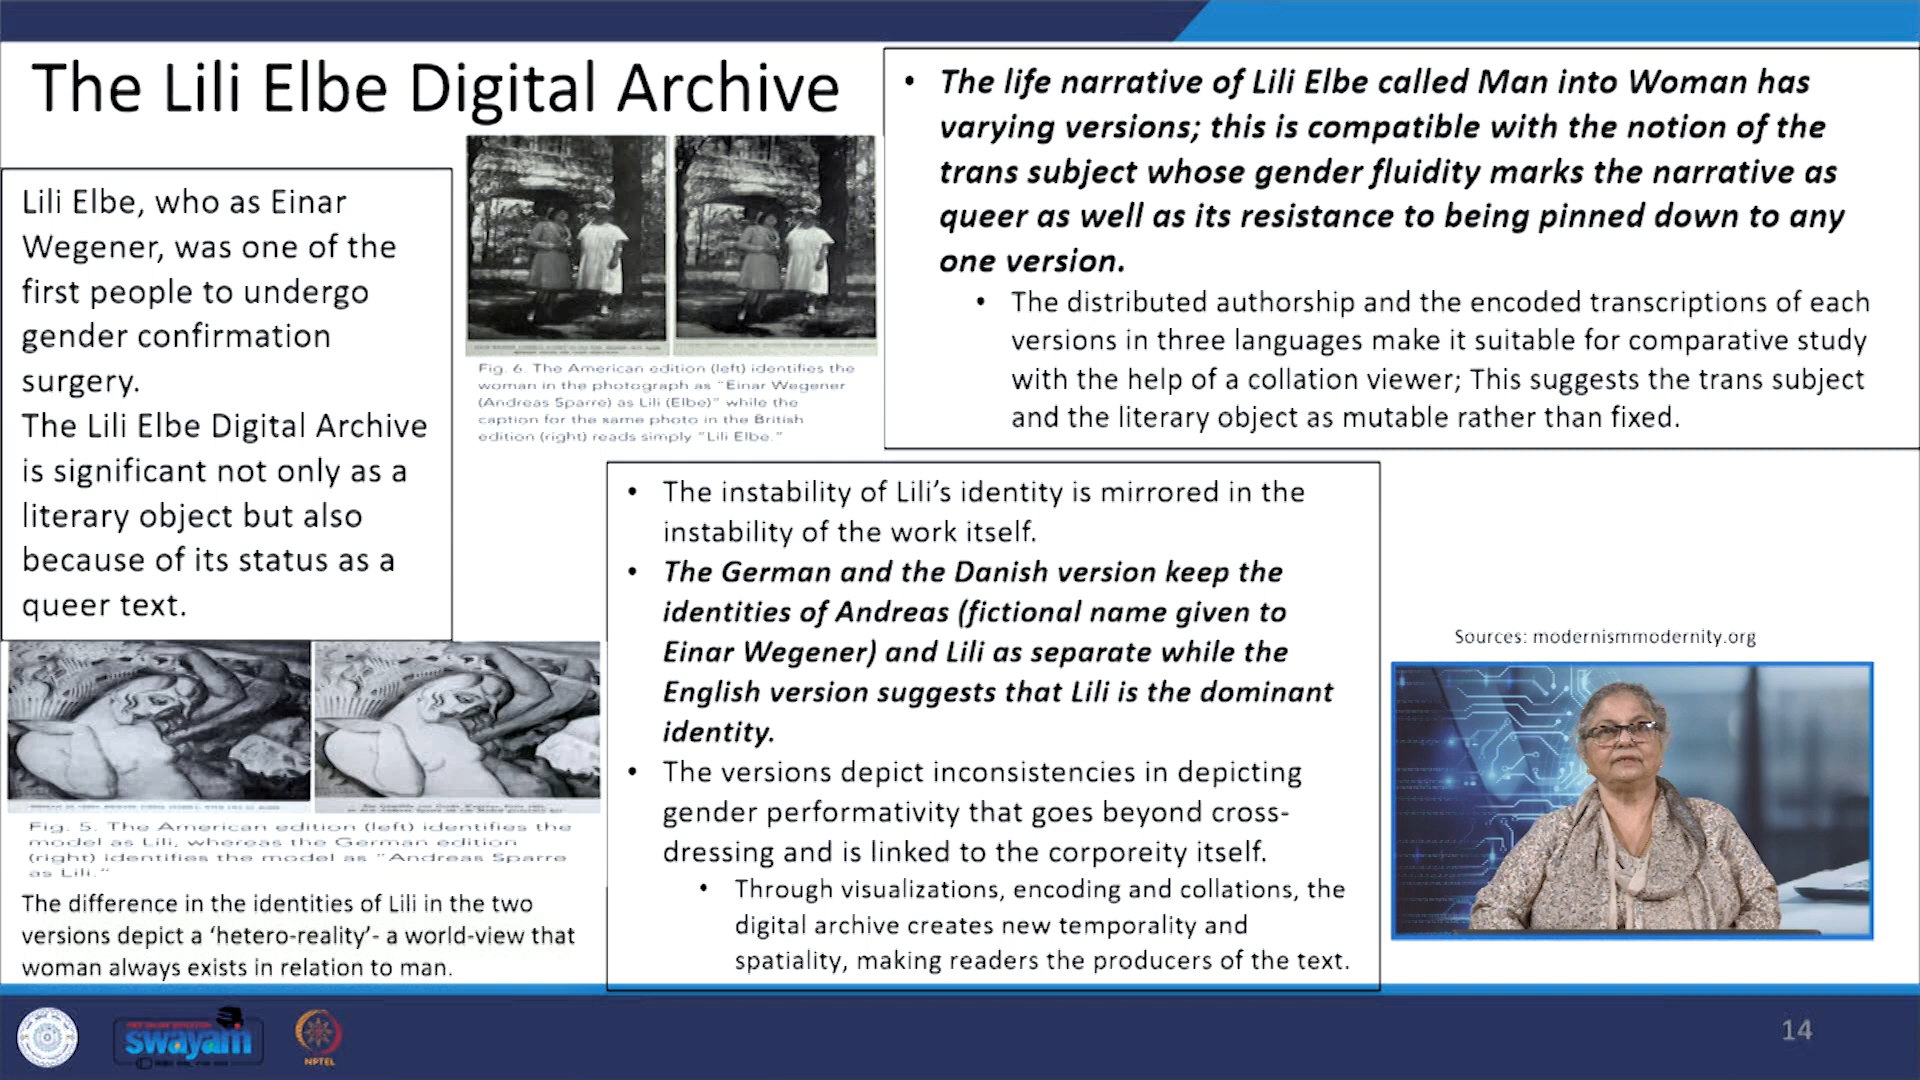 The Lili Elbe Digital Archive
Lili Elbe, who as Einar
Wegener, was one of the
first people to undergo
gender confirmation
surgery.
The Lili Elbe Digital Archive
is significant not only as a
literary object but also
because of its status as a
queer text.
Fig. 6. The American edition (left) identifies the
woman in the photograph as "Einar Wegener
(Andreas Sparre) as Lili (Elbe)" while the
caption for the same photo in the British
edition (right) reads simply "Lili Elbe."
• The life narrative of Lili Elbe called Man into Woman has
varying versions; this is compatible with the notion of the
trans subject whose gender fluidity marks the narrative as
queer as well as its resistance to being pinned down to any
one version.
• The distributed authorship and the encoded transcriptions of each
versions in three languages make it suitable for comparative study
with the help of a collation viewer; This suggests the trans subject
and the literary object as mutable rather than fixed.
Fig. 5. The American edition (left) identifies the
model as Lili, whereas the German edition
(right) identifies the model as "Andreas Sparre
as Lili."
The difference in the identities of Lili in the two
versions depict a ‘hetero-reality’- a world-view that
woman always exists in relation to man.
• The instability of Lili’s identity is mirrored in the
instability of the work itself.
• The German and the Danish version keep the
identities of Andreas (fictional name given to
Einar Wegener) and Lili as separate while the
English version suggests that Lili is the dominant
identity.
• The versions depict inconsistencies in depicting
gender performativity that goes beyond cross-
dressing and is linked to the corporeity itself.
• Through visualizations, encoding and collations, the
digital archive creates new temporality and
spatiality, making readers the producers of the text.
Sources: modernismmodernity.org
swayam
NPTEL
14